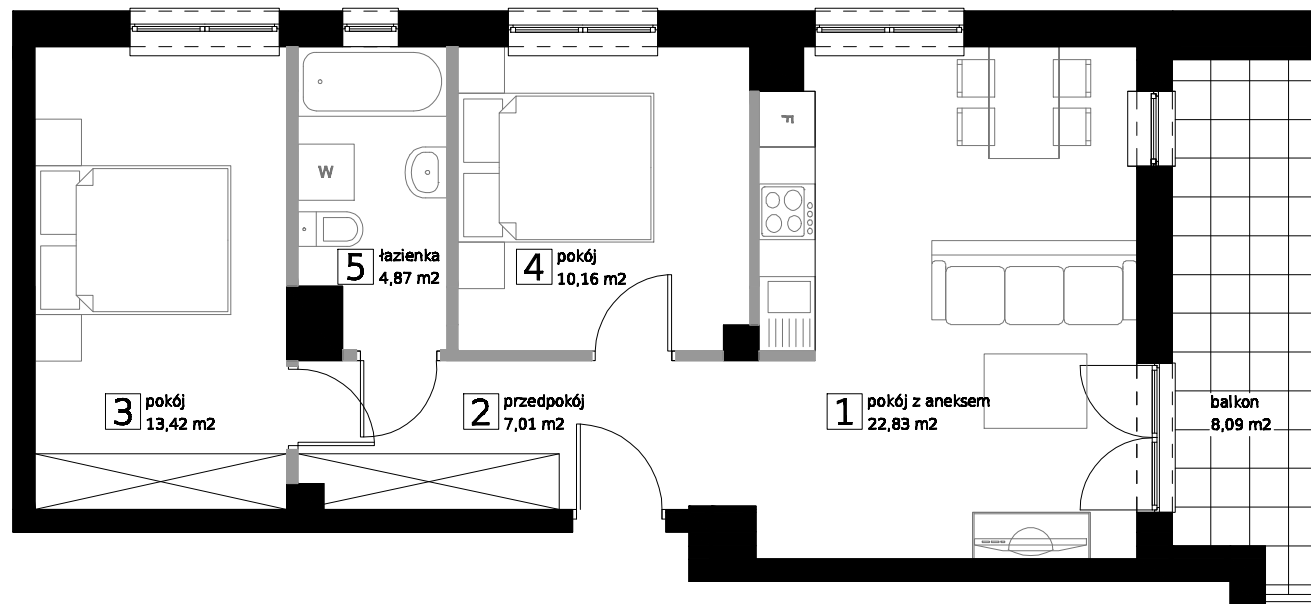 F
W
5 łazienka
4,87 m2
4 pokój
10,16 m2
3 pokój
13,42 m2
2 przedpokój
7,01 m2
1 pokój z aneksem
22,83 m2
balkon
8,09 m2